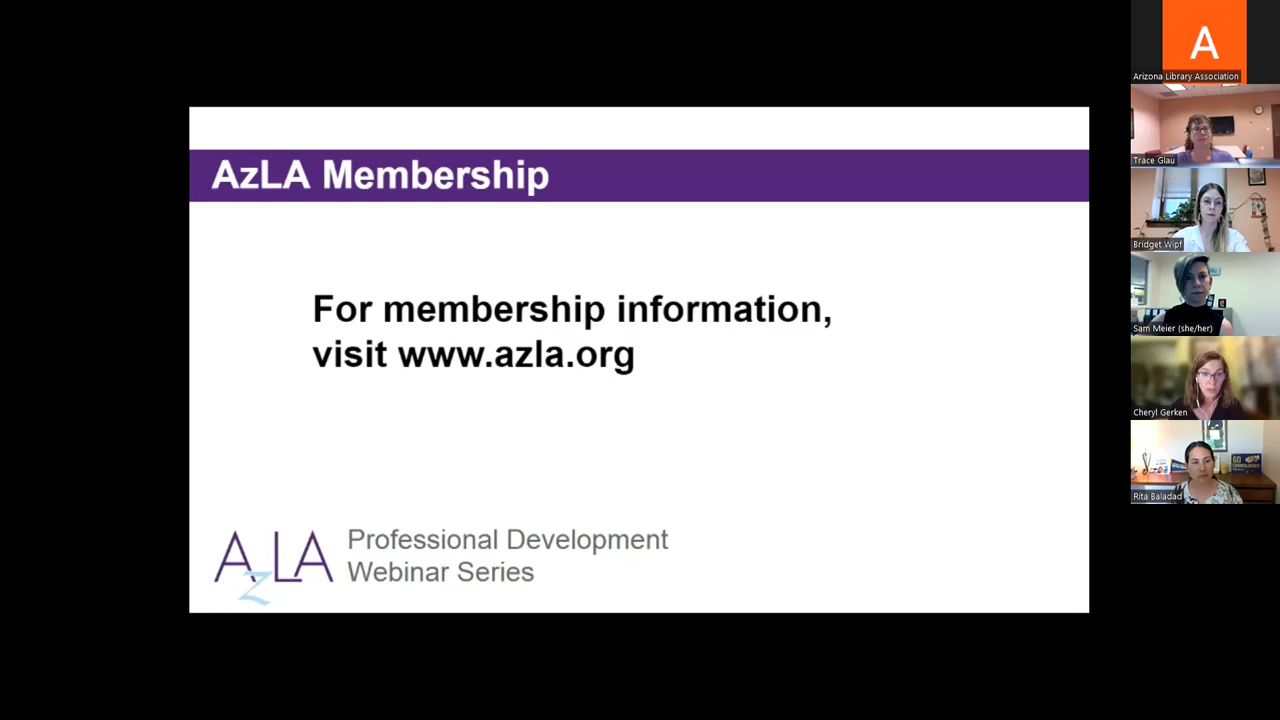 AzLA Membership
For membership information,
visit www.azla.org
AzLA
Professional Development
Webinar Series
A
Arizona Library Association
Trace Glau
Bridget Wipf
Sam Meier (she/her)
Cheryl Gerken
GO
Rita Baladad